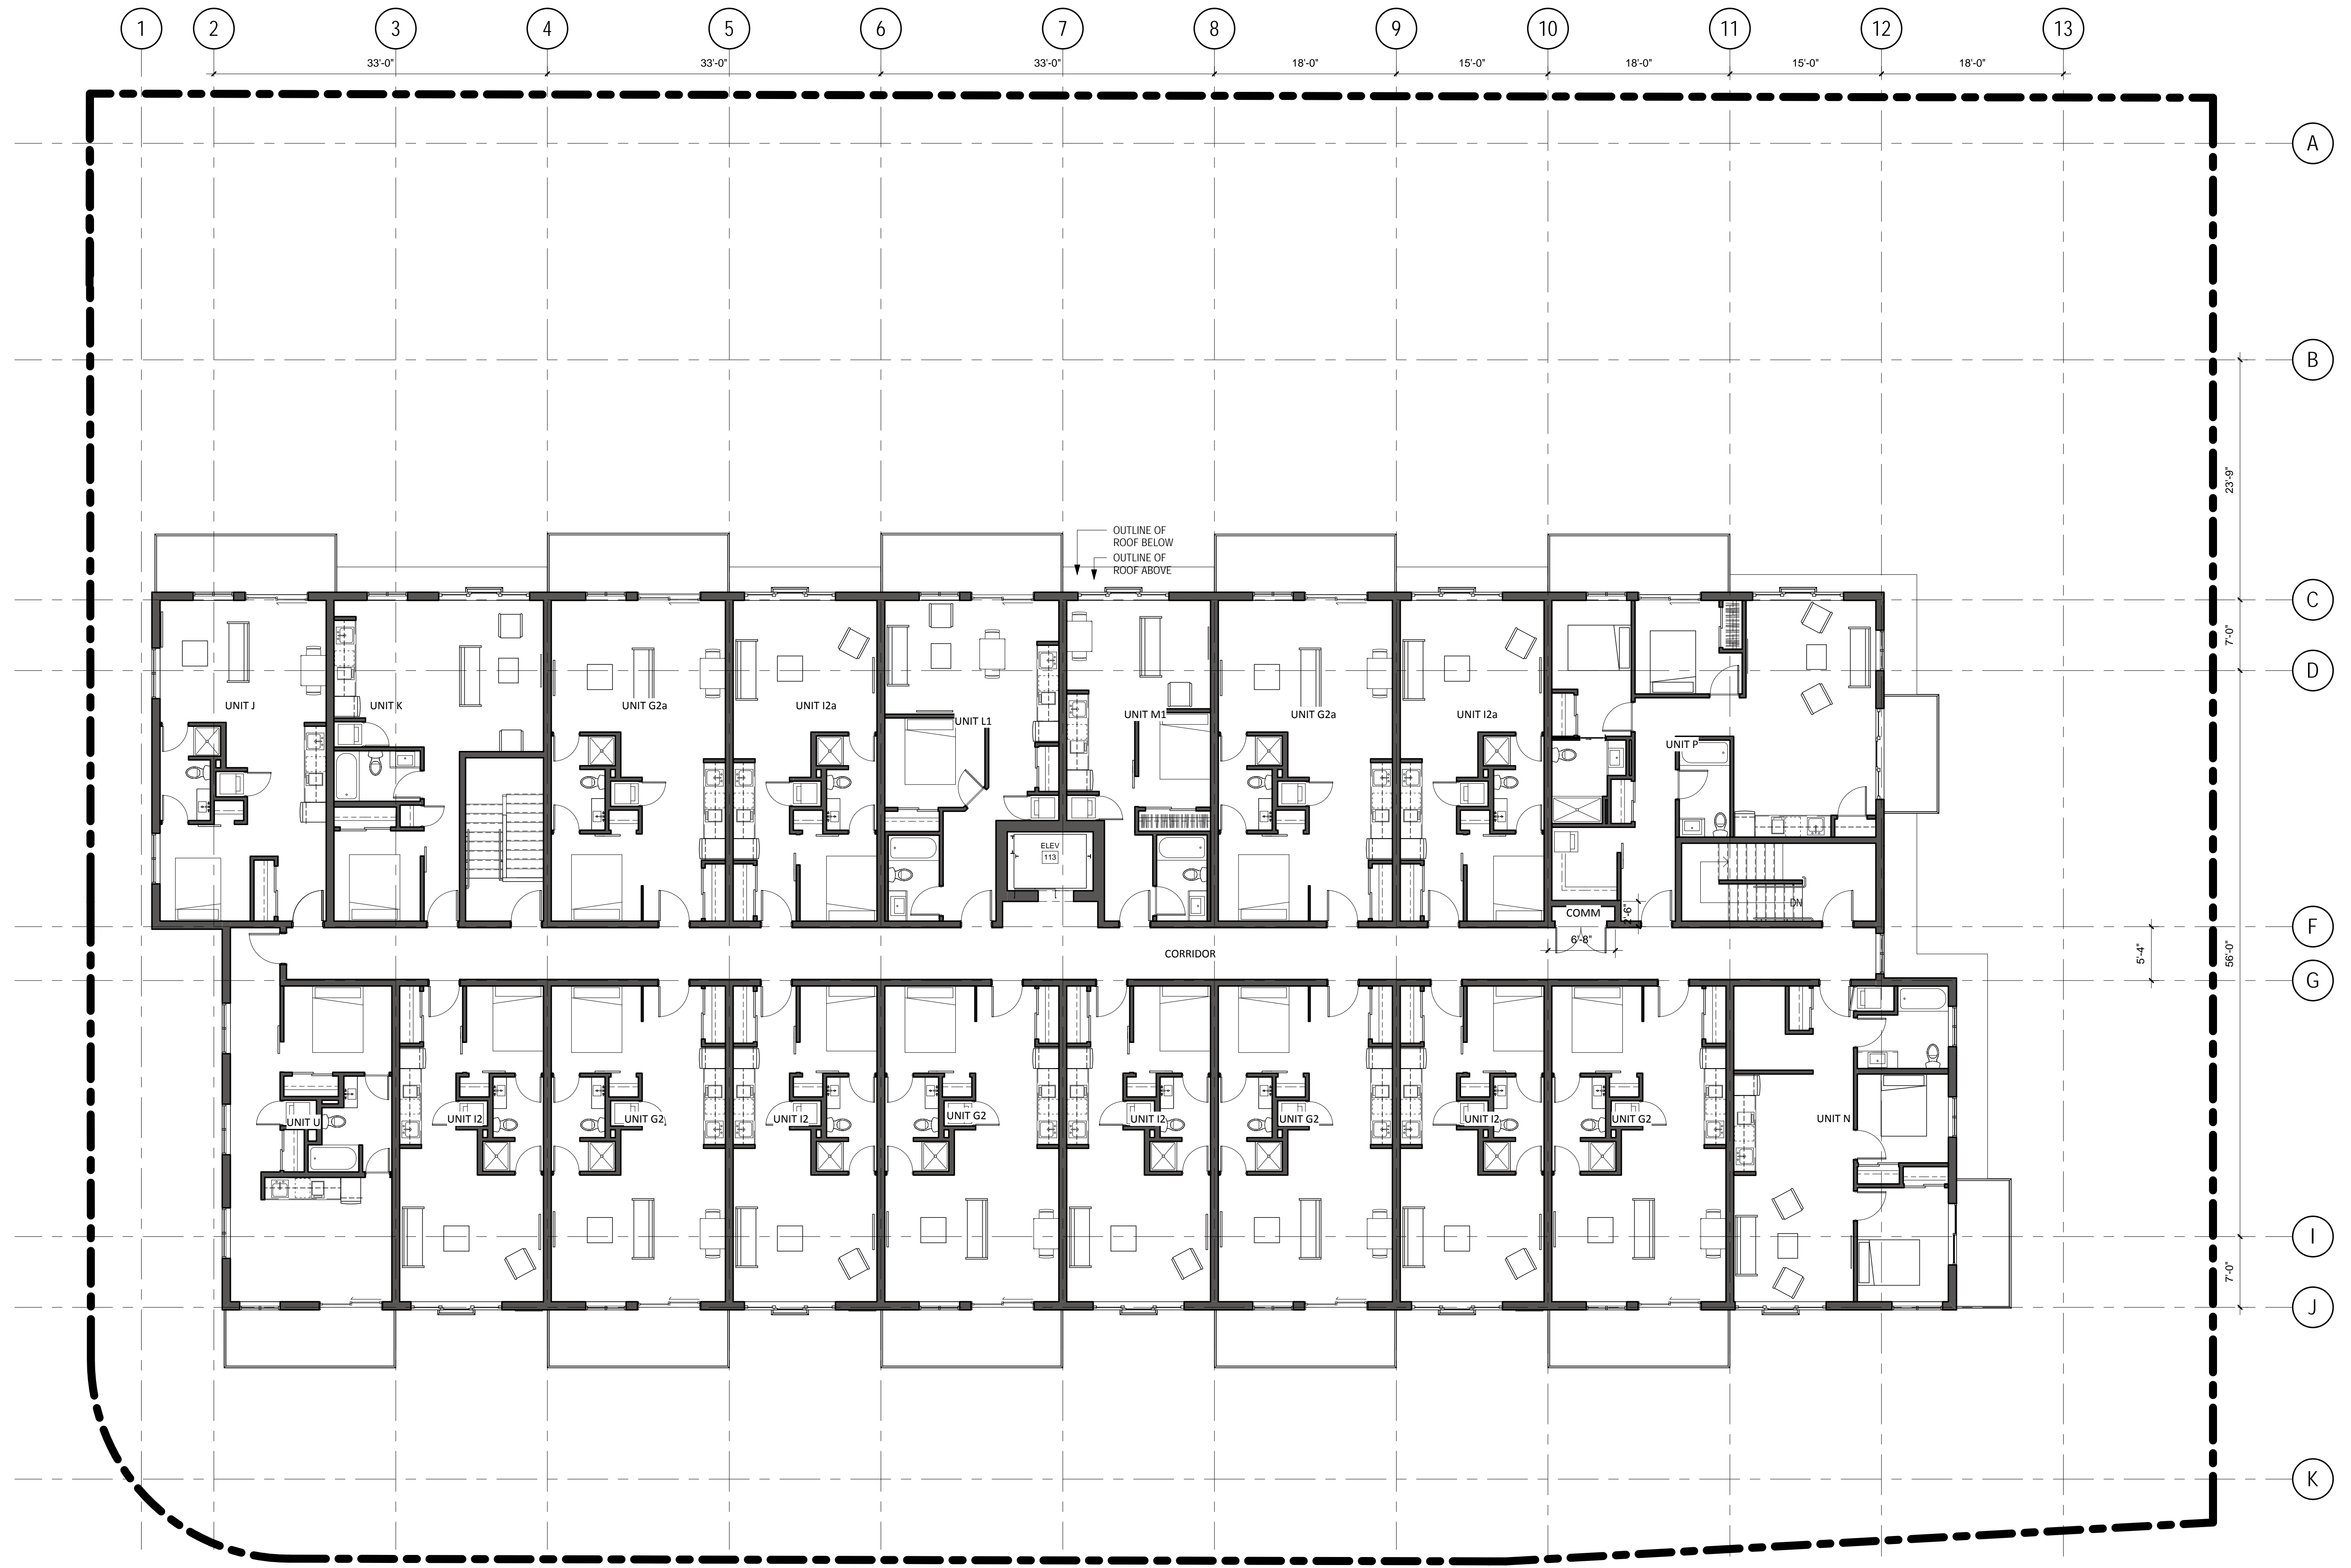 1
2
3
4
5
6
7
8
9
10
11
12
13
33'-0"
33'-0"
33'-0"
18'-0"
15'-0"
18'-0"
15'-0"
18'-0"
A
B
23'-9"
OUTLINE OF
ROOF BELOW
OUTLINE OF
ROOF ABOVE
C
7'-0"
D
UNIT J
UNIT K
UNIT G2a
UNIT I2a
UNIT L1
UNIT M1
UNIT G2a
UNIT I2a
UNIT P
ELEV
113
DN
COMM
2'-6"
6'-8"
F
CORRIDOR
5'-4"
56'-0"
G
UNIT U
UNIT I2
UNIT G2
UNIT I2
UNIT G2
UNIT I2
UNIT G2
UNIT I2
UNIT G2
UNIT N
I
7'-0"
J
K